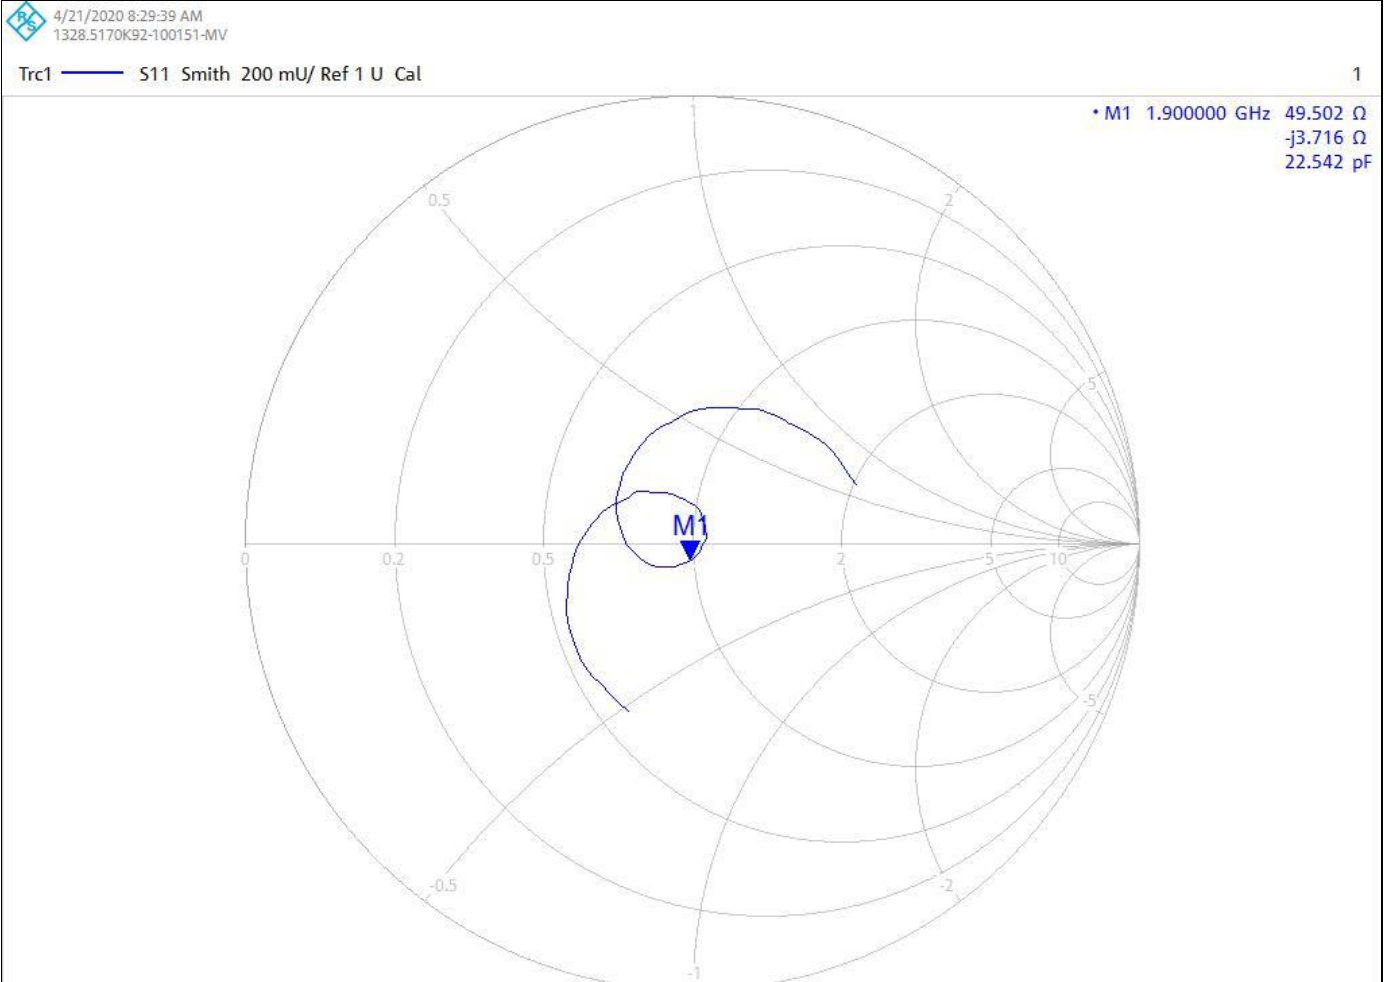 R&S
4/21/2020 8:29:39 AM
1328.5170K92-100151-MV
Trc1 S11 Smith 200 mU/ Ref 1 U Cal 1
• M1 1.900000 GHz 49.502 Ω
-j3.716 Ω
22.542 pF
1
0.5 2
5
M1
0 0.2 0.5 2 5 10
-5
-0.5 -2
-1